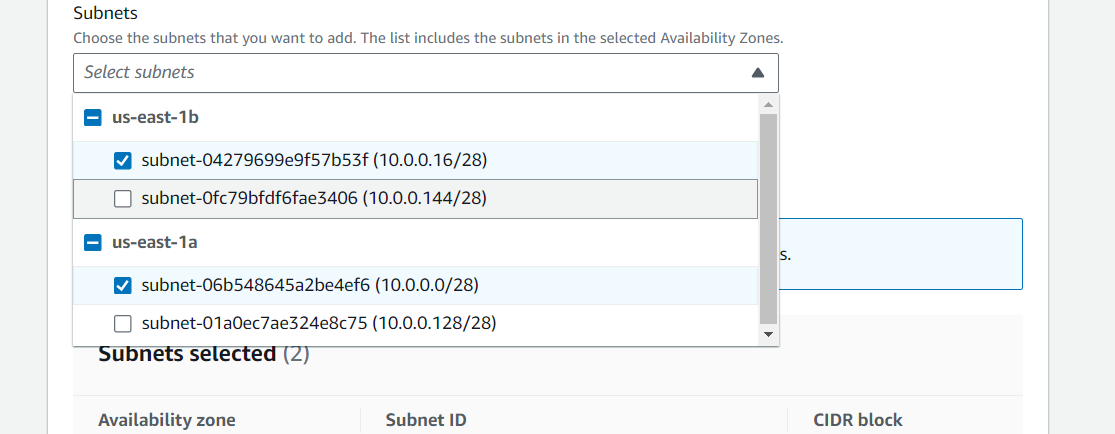 Subnets
Choose the subnets that you want to add. The list includes the subnets in the selected Availability Zones.
Select subnets
us-east-1b
subnet-04279699e9f57b53f (10.0.0.16/28)
subnet-0fc79bfdf6fae3406 (10.0.0.144/28)
us-east-1a
s.
subnet-06b548645a2be4ef6 (10.0.0.0/28)
subnet-01a0ec7ae324e8c75 (10.0.0.128/28)
Subnets selected (2)
Availability zone Subnet ID CIDR block